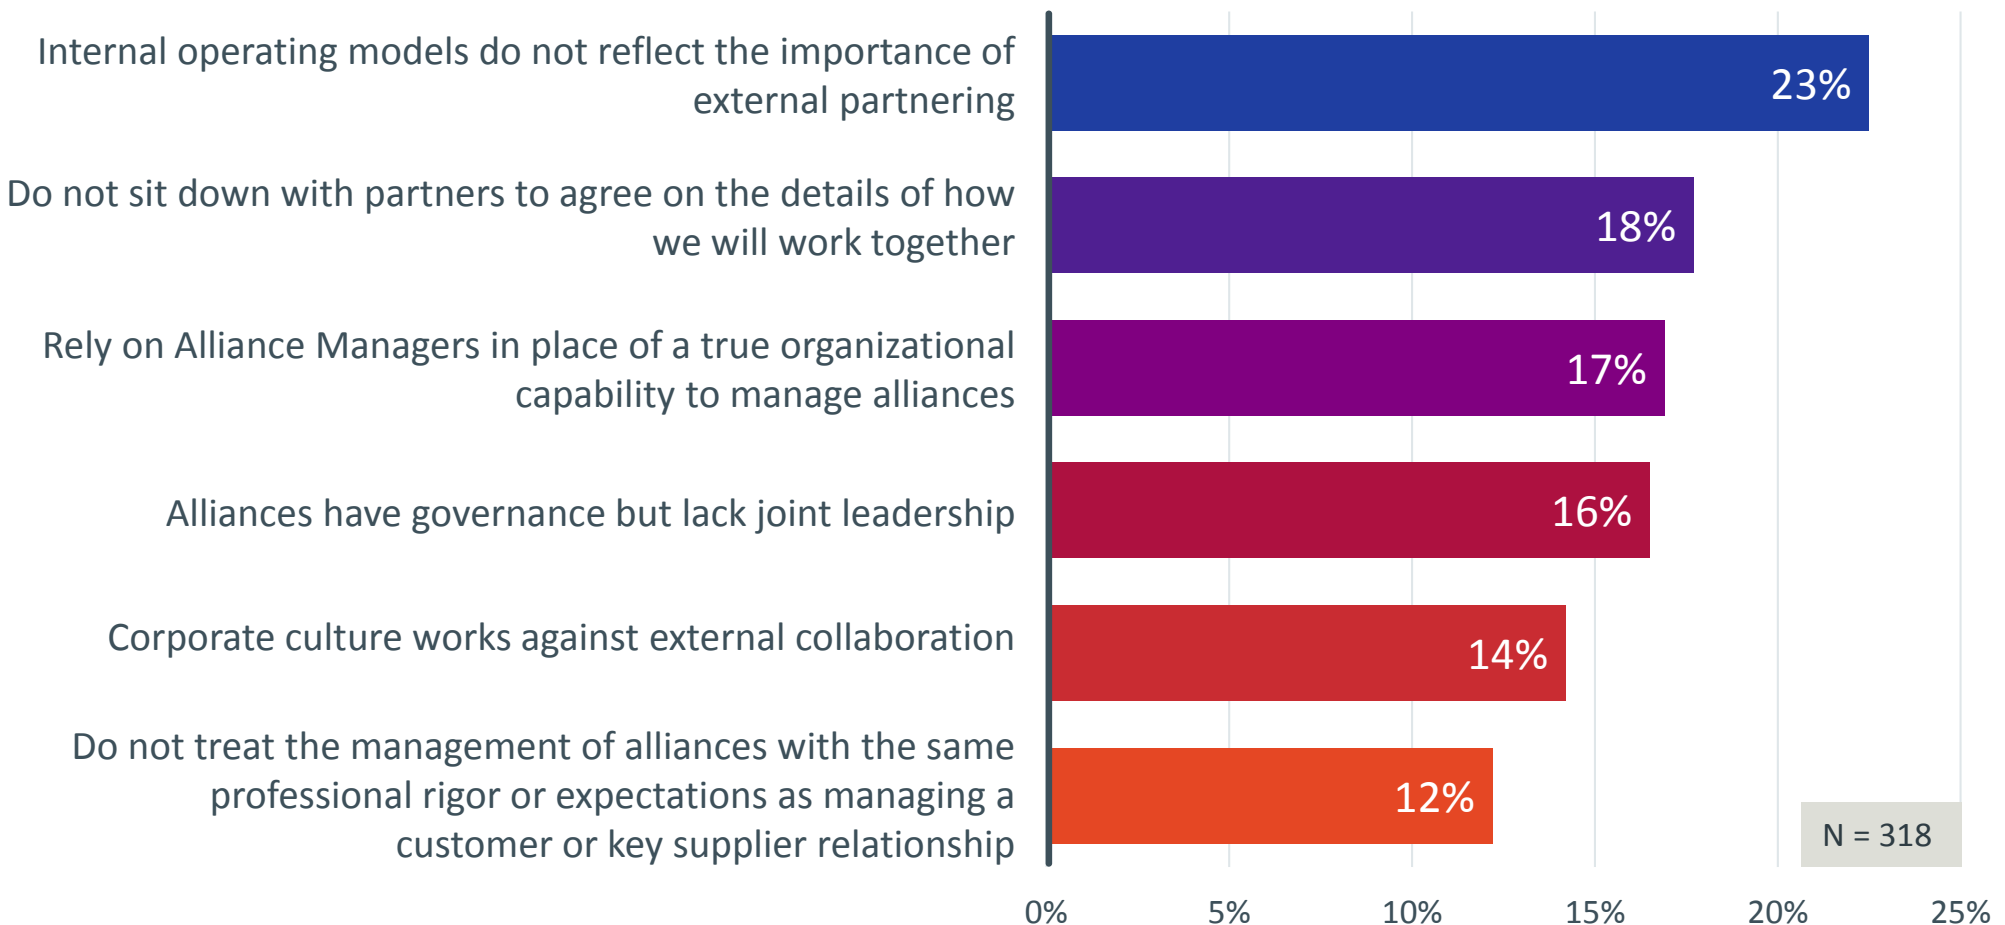 Internal operating models do not reflect the importance of
external partnering
23%
Do not sit down with partners to agree on the details of how
we will work together
18%
Rely on Alliance Managers in place of a true organizational
capability to manage alliances
17%
Alliances have governance but lack joint leadership
16%
Corporate culture works against external collaboration
14%
Do not treat the management of alliances with the same
professional rigor or expectations as managing a
customer or key supplier relationship
12%
N = 318
0%
5%
10%
15%
20%
25%